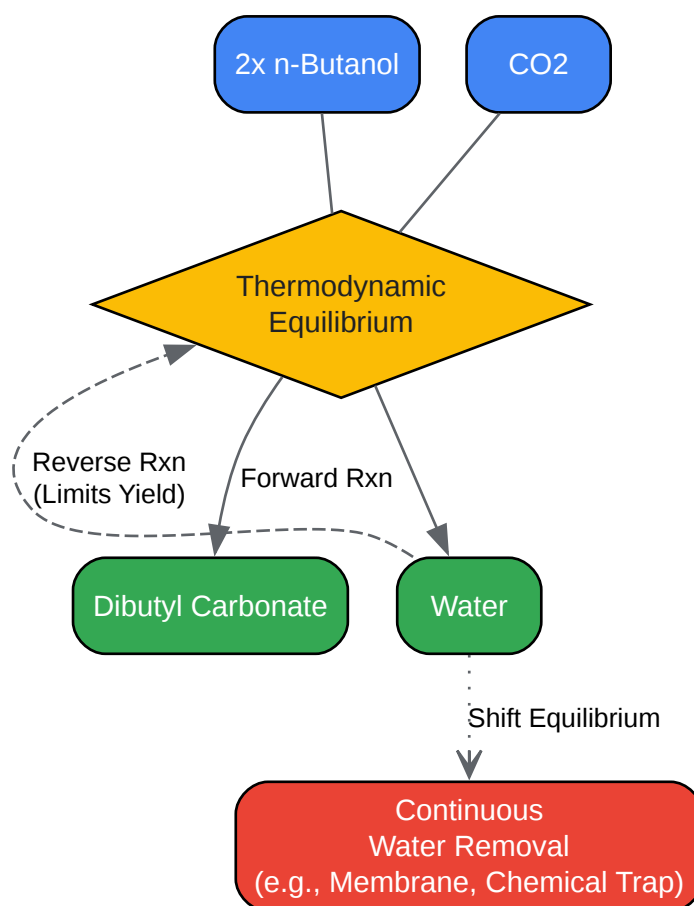 2x n-Butanol
CO2
Thermodynamic
Equilibrium
Reverse Rxn
(Limits Yield)
Forward Rxn
Dibutyl Carbonate
Water
Shift Equilibrium
Continuous
Water Removal
(e.g., Membrane, Chemical Trap)